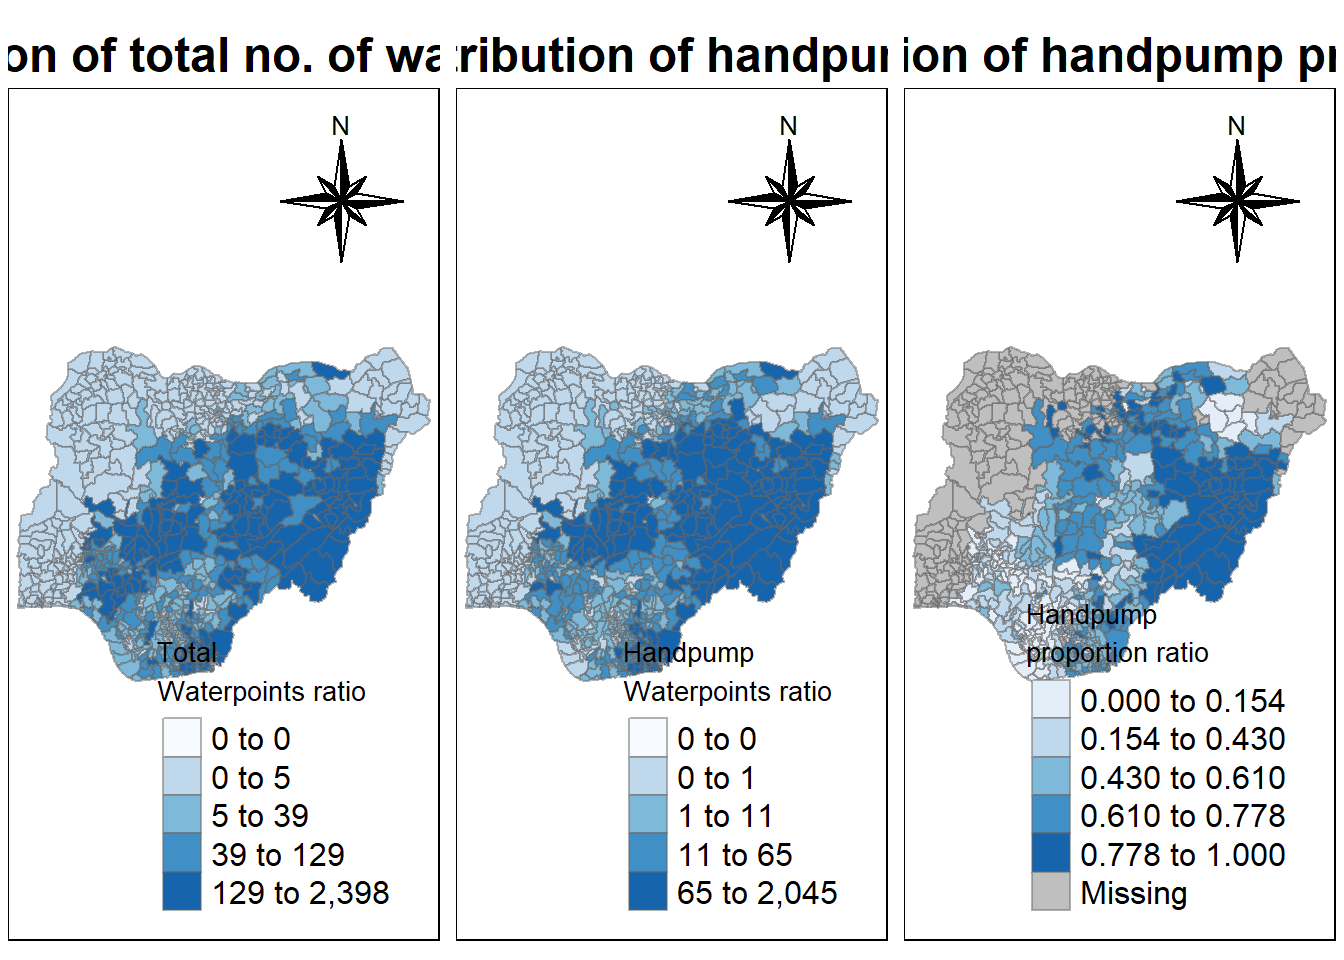 on of total no. of wa
tribution of handpu
ion of handpump p
N
N
N
Total
Waterpoints ratio
0 to 0
0 to 5
5 to 39
39 to 129
129 to 2,398
Handpump
Waterpoints ratio
0 to 0
0 to 1
1 to 11
11 to 65
65 to 2,045
Handpump
proportion ratio
0.000 to 0.154
0.154 to 0.430
0.430 to 0.610
0.610 to 0.778
0.778 to 1.000
Missing